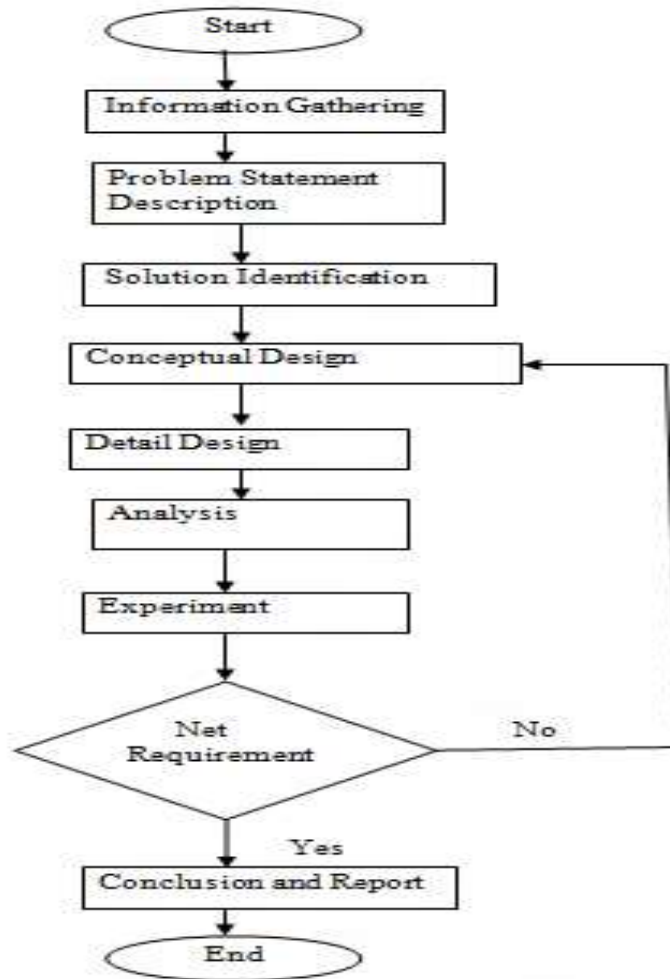 Start
Information Gathering
Problem Statement
Description
Solution Identification
Conceptual Design
Detail Design
Analysis
Experiment
Net
Requirement
No
Yes
Conclusion and Report
End